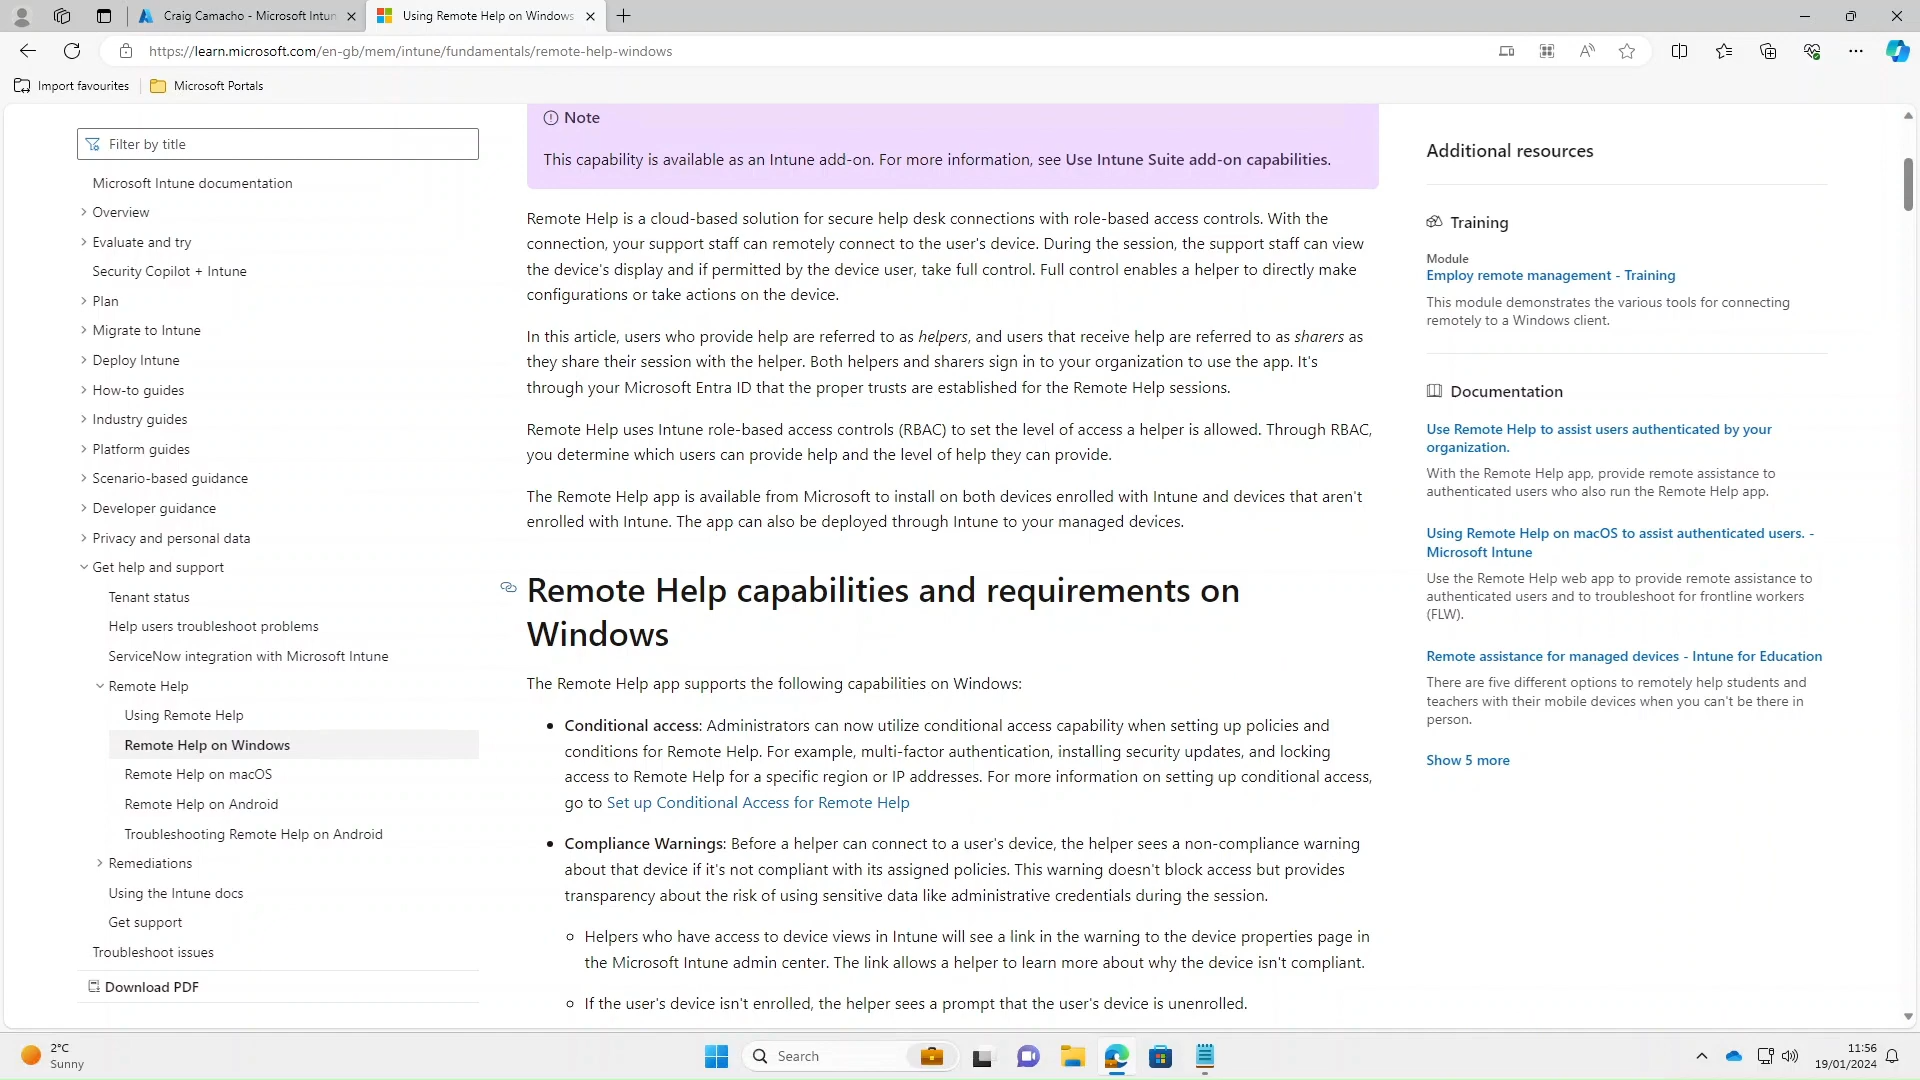 Craig Camacho - Microsoft Intun
Using Remote Help on Windows
https://learn.microsoft.com/en-gb/mem/intune/fundamentals/remote-help-windows
Import favourites
Microsoft Portals
Filter by title
Microsoft Intune documentation
Overview
Evaluate and try
Security Copilot + Intune
Plan
Migrate to Intune
Deploy Intune
How-to guides
Industry guides
Platform guides
Scenario-based guidance
Developer guidance
Privacy and personal data
Get help and support
Tenant status
Help users troubleshoot problems
ServiceNow integration with Microsoft Intune
Remote Help
Using Remote Help
Remote Help on Windows
Remote Help on macOS
Remote Help on Android
Troubleshooting Remote Help on Android
Remediations
Using the Intune docs
Get support
Troubleshoot issues
Download PDF
Note
This capability is available as an Intune add-on. For more information, see Use Intune Suite add-on capabilities.
Remote Help is a cloud-based solution for secure help desk connections with role-based access controls. With the
connection, your support staff can remotely connect to the user's device. During the session, the support staff can view
the device's display and if permitted by the device user, take full control. Full control enables a helper to directly make
configurations or take actions on the device.
In this article, users who provide help are referred to as helpers, and users that receive help are referred to as sharers as
they share their session with the helper. Both helpers and sharers sign in to your organization to use the app. It's
through your Microsoft Entra ID that the proper trusts are established for the Remote Help sessions.
Remote Help uses Intune role-based access controls (RBAC) to set the level of access a helper is allowed. Through RBAC,
you determine which users can provide help and the level of help they can provide.
The Remote Help app is available from Microsoft to install on both devices enrolled with Intune and devices that aren't
enrolled with Intune. The app can also be deployed through Intune to your managed devices.
Remote Help capabilities and requirements on
Windows
The Remote Help app supports the following capabilities on Windows:
• Conditional access: Administrators can now utilize conditional access capability when setting up policies and
conditions for Remote Help. For example, multi-factor authentication, installing security updates, and locking
access to Remote Help for a specific region or IP addresses. For more information on setting up conditional access,
go to Set up Conditional Access for Remote Help
• Compliance Warnings: Before a helper can connect to a user's device, the helper sees a non-compliance warning
about that device if it's not compliant with its assigned policies. This warning doesn't block access but provides
transparency about the risk of using sensitive data like administrative credentials during the session.
Helpers who have access to device views in Intune will see a link in the warning to the device properties page in
the Microsoft Intune admin center. The link allows a helper to learn more about why the device isn't compliant.
If the user's device isn't enrolled, the helper sees a prompt that the user's device is unenrolled.
Additional resources
Training
Module
Employ remote management - Training
This module demonstrates the various tools for connecting
remotely to a Windows client.
Documentation
Use Remote Help to assist users authenticated by your
organization.
With the Remote Help app, provide remote assistance to
authenticated users who also run the Remote Help app.
Using Remote Help on macOS to assist authenticated users. -
Microsoft Intune
Use the Remote Help web app to provide remote assistance to
authenticated users and to troubleshoot for frontline workers
(FLW).
Remote assistance for managed devices - Intune for Education
There are five different options to remotely help students and
teachers with their mobile devices when you can't be there in
person.
Show 5 more
2°C
Sunny
Search
11:56
19/01/2024